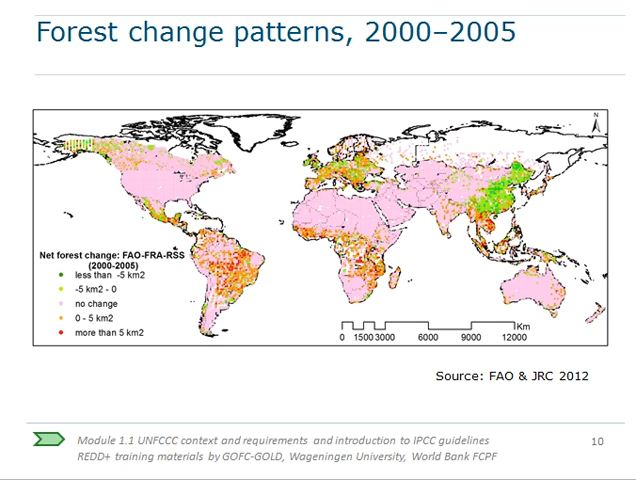 Forest change patterns, 2000–2005
N
Net forest change: FAO-FRA-RSS
(2000-2005)
less than -5 km2
-5 km2 - 0
no change
0 - 5 km2
more than 5 km2
Km
0 1500 3000 6000 9000 12000
Source: FAO & JRC 2012
Module 1.1 UNFCCC context and requirements and introduction to IPCC guidelines
REDD+ training materials by GOFC-GOLD, Wageningen University, World Bank FCPF
10